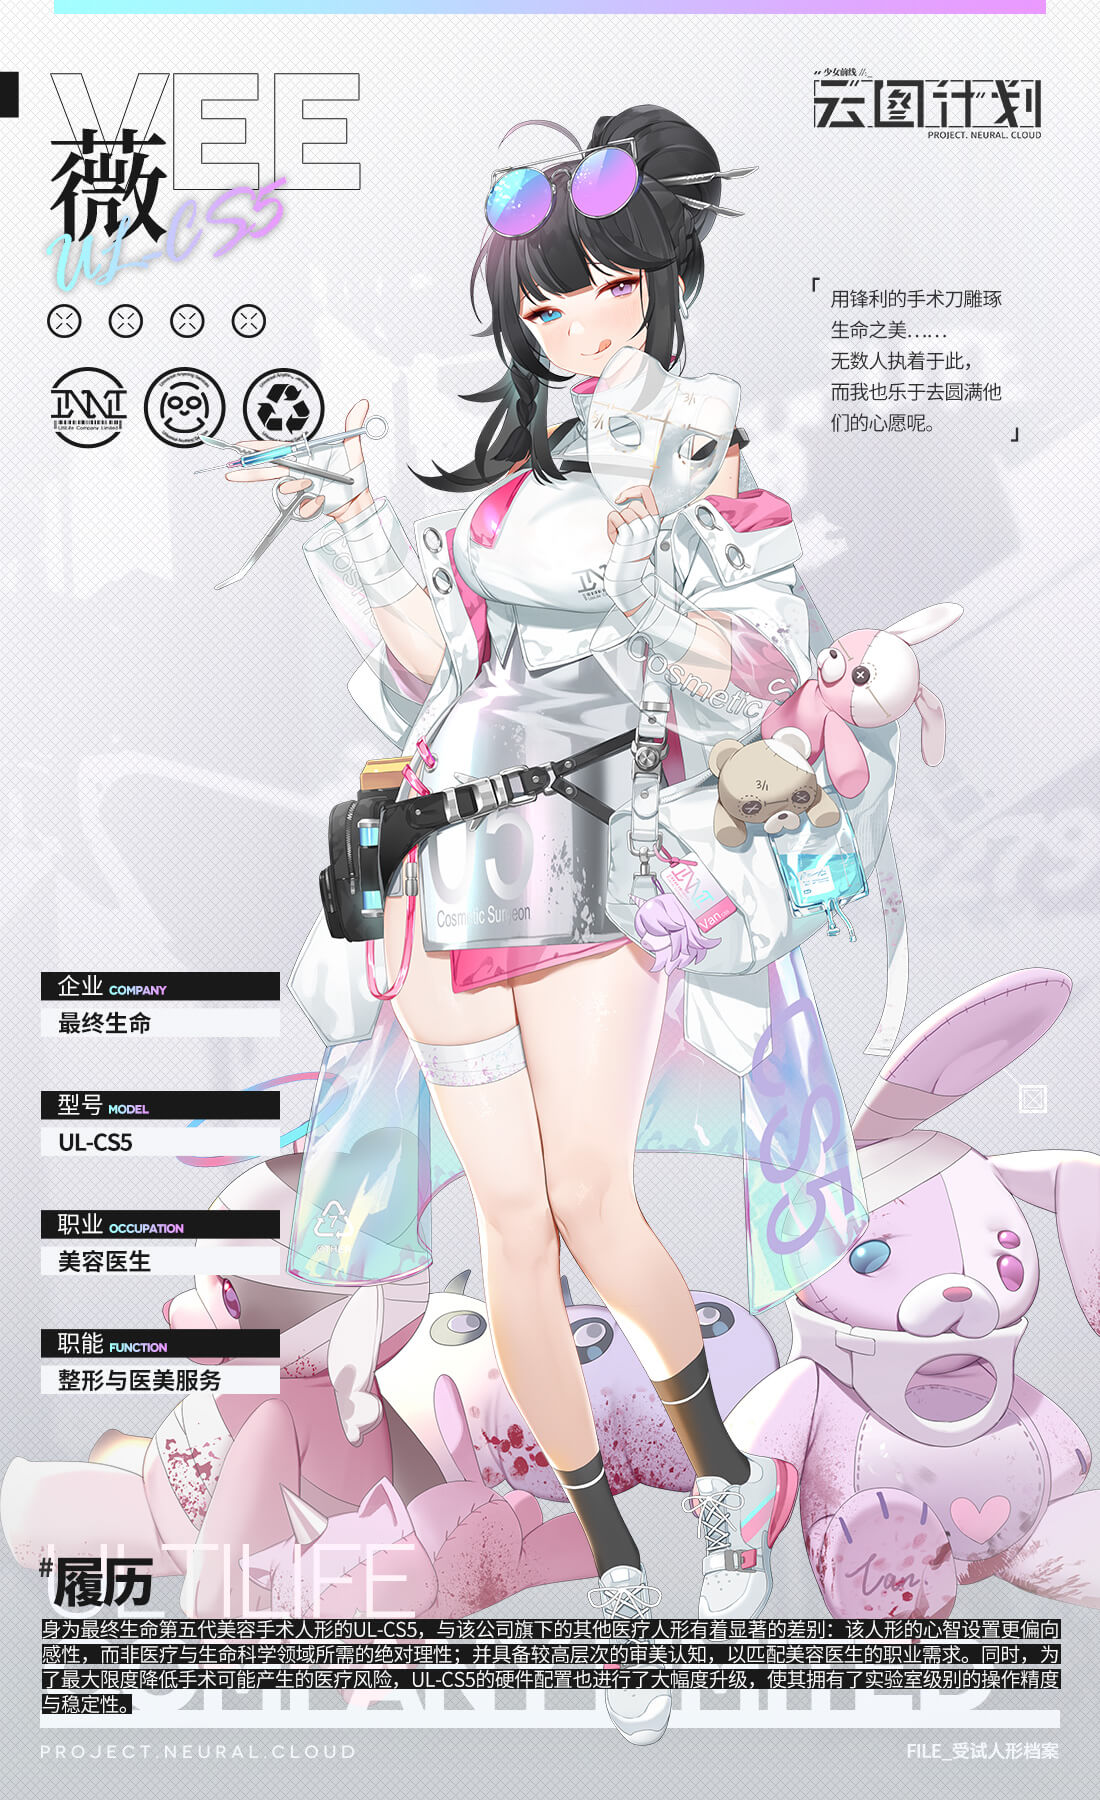 VEE
薇
UL-CS5
少女前线
云图计划
PROJECT. NEURAL. CLOUD
「用锋利的手术刀雕琢
生命之美……
无数人执着于此，
而我也乐于去圆满他
们的心愿呢。」
UltiLife Company Limited
Cosmetic
05
Cosmetic Surgeon
Van
CS5
7
OTHER
企业 COMPANY
最终生命
型号 MODEL
UL-CS5
职业 OCCUPATION
美容医生
职能 FUNCTION
整形与医美服务
ULTILIFE
#履历
身为最终生命第五代美容手术人形的UL-CS5，与该公司旗下的其他医疗人形有着显著的差别：该人形的心智设置更偏向
感性，而非医疗与生命科学领域所需的绝对理性；并具备较高层次的审美认知，以匹配美容医生的职业需求。同时，为
了最大限度降低手术可能产生的医疗风险，UL-CS5的硬件配置也进行了大幅度升级，使其拥有了实验室级别的操作精度
与稳定性。
PROJECT.NEURAL.CLOUD
FILE_受试人形档案